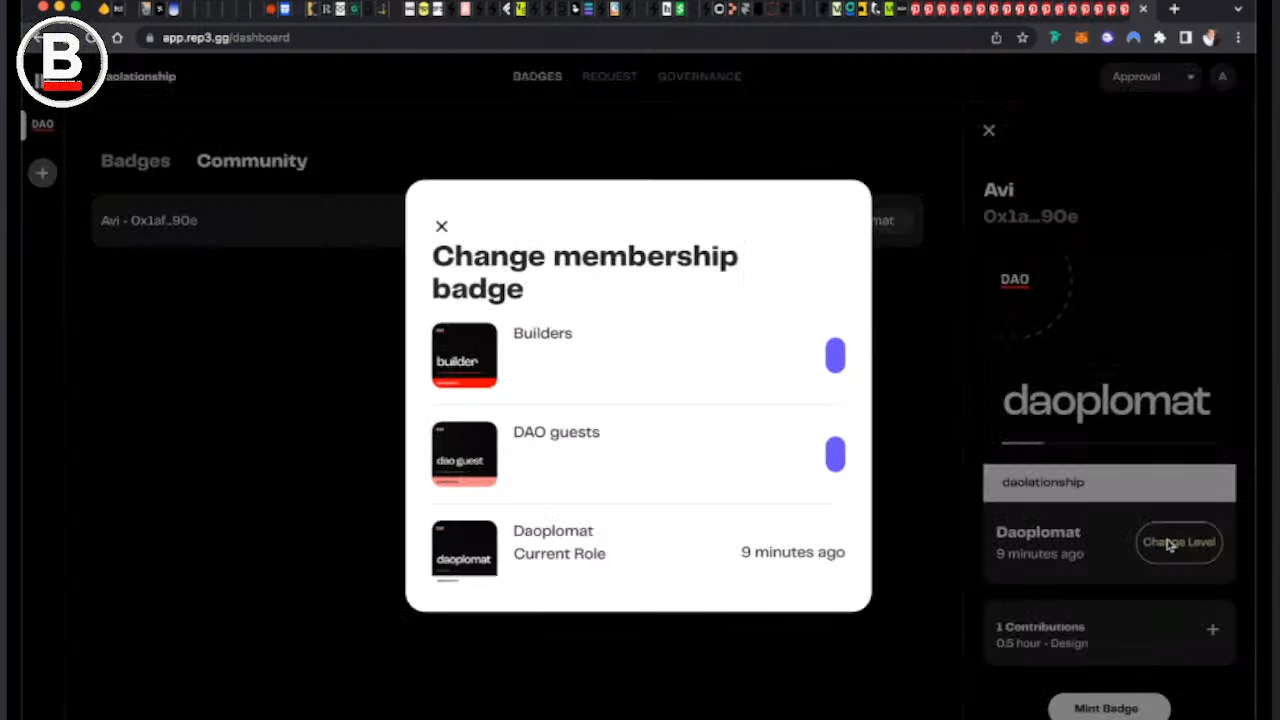 B
app.rep3.gg/dashboard
aolationship
BADGES
REQUEST
GOVERNANCE
Approval
A
DAO
Badges
Community
Avi - 0x1af...90e
mat
Change membership
badge
Builders
builder
DAO guests
dao guest
Daoplomat
Current Role
9 minutes ago
daoplomat
Avi
0x1a...90e
DAO
daoplomat
daolationship
Daoplomat
9 minutes ago
Change Level
1 Contributions
0.5 hour - Design
Mint Badge